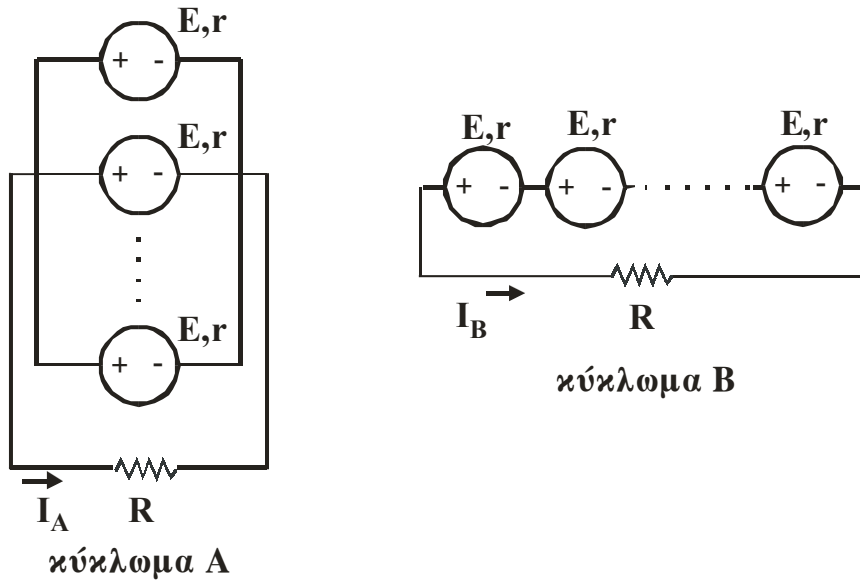 E,r
+ -
E,r
+ -
E,r
+ -
I_A R
κύκλωμα A
E,r E,r E,r
+ - + - + -
I_B R
κύκλωμα B